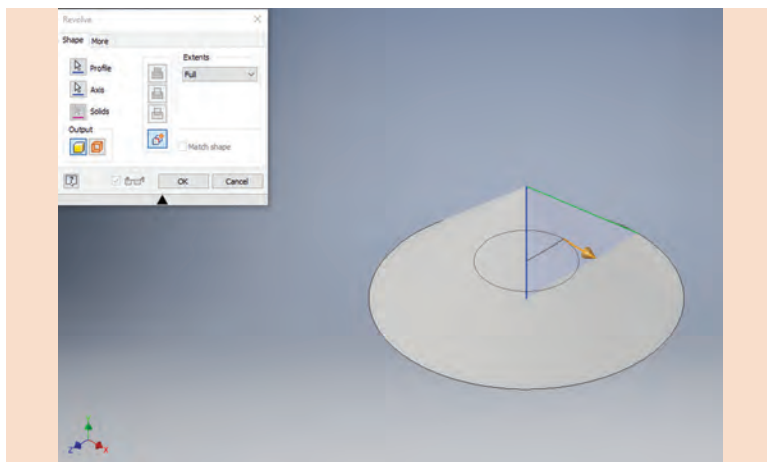 Revolve
Shape More
Profile
Axis
Solids
Output
Extents
Full
Match shape
OK Cancel
Z X